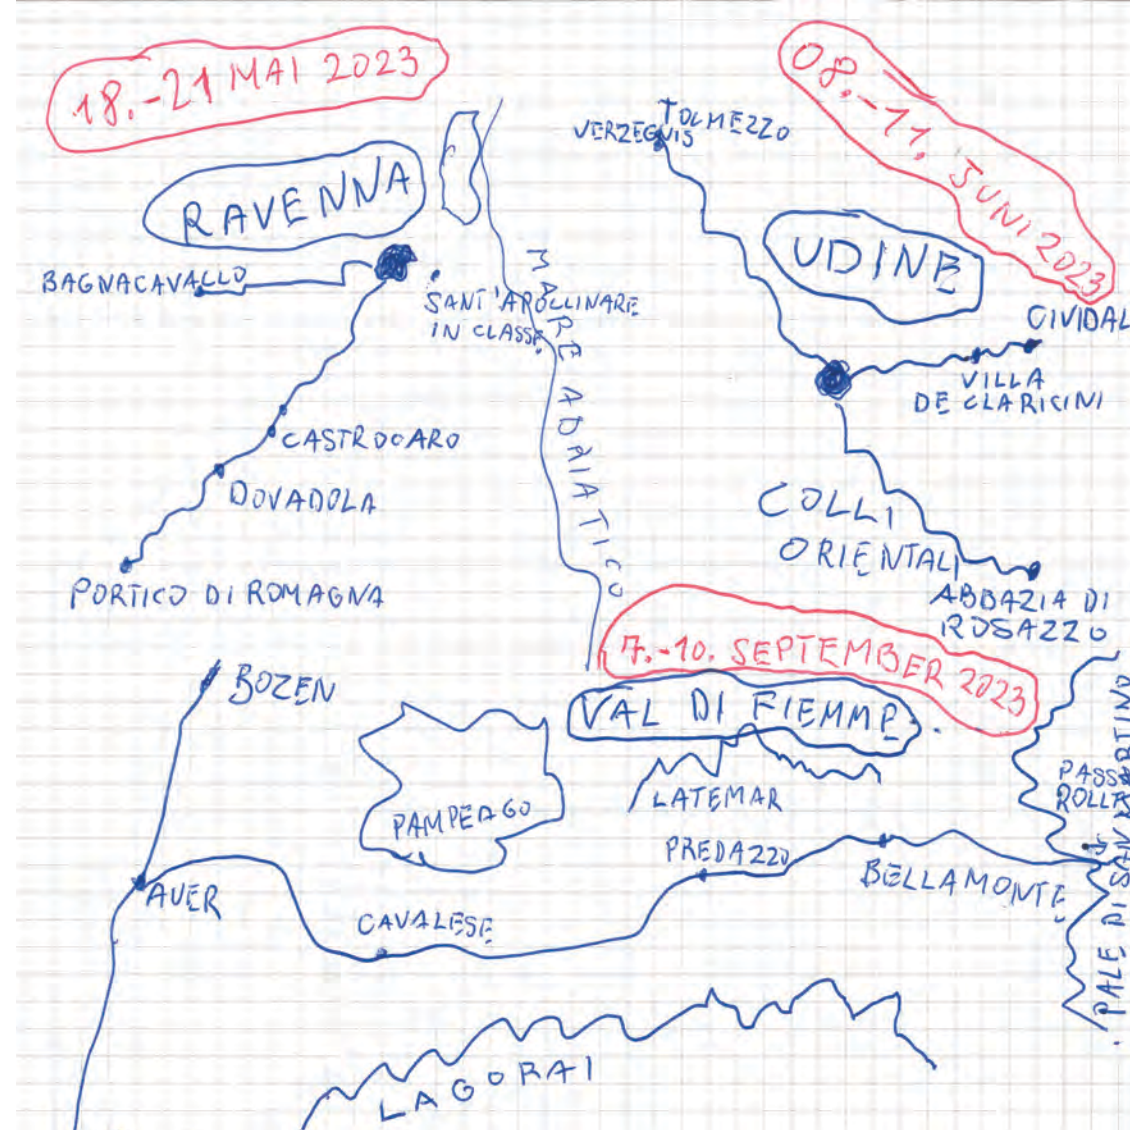 18.-21 MAI 2023
RAVENNA
BAGNACAVALLO
SANT'APOLLINARE
IN CLASSE
MARE ADRIATICO
CASTROCARO
DOVADOLA
PORTICO DI ROMAGNA
08.-11. JUNI 2023
TOLMEZZO
VERZEGNIS
UDINE
CIVIDAL
VILLA
DE CLARICINI
COLLI
ORIENTALI
ABBAZIA DI
ROSAZZO
7.-10. SEPTEMBER 2023
VAL DI FIEMME
BOZEN
PAMPEAGO
LATEMAR
PREDAZZO
BELLAMONTE
PASSO
ROLLE
PALE DI SAN MARTINO
AUER
CAVALESE
LAGORAI